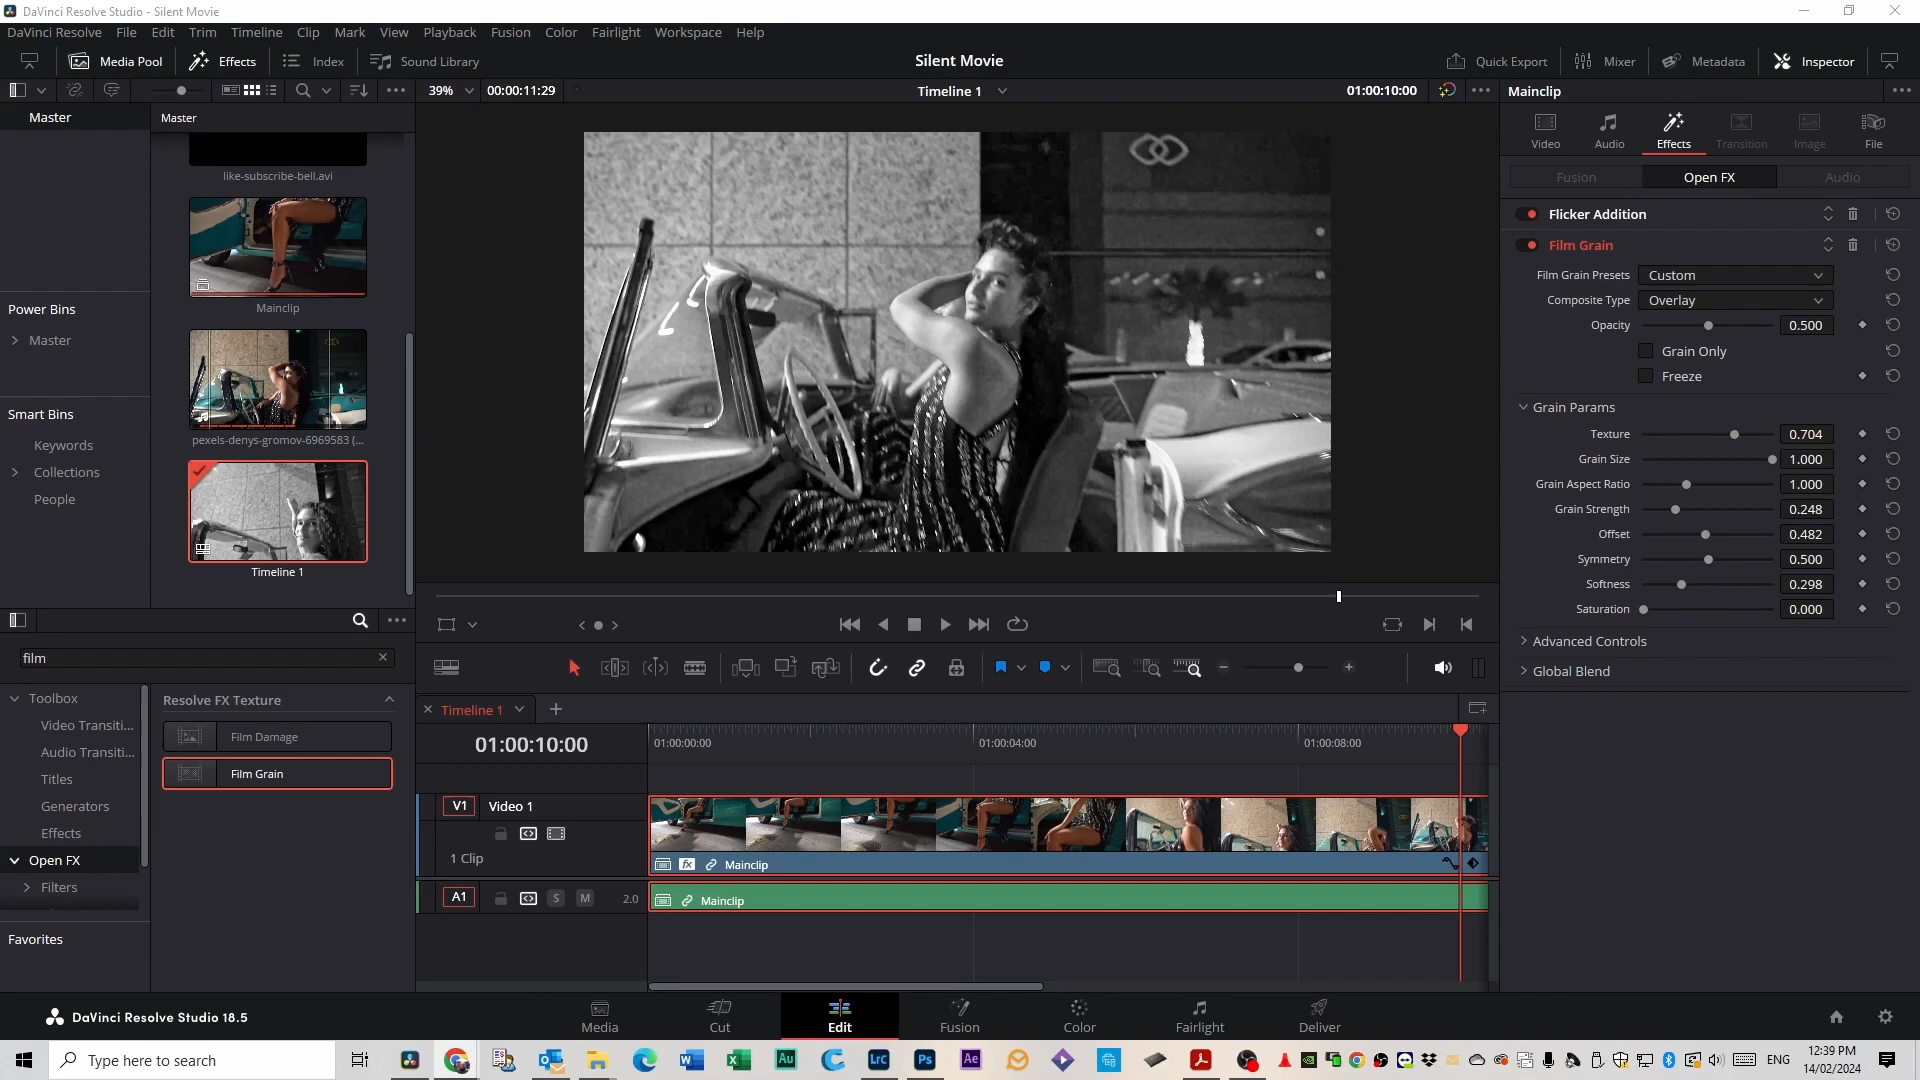 DaVinci Resolve Studio - Silent Movie
DaVinci Resolve File Edit Trim Timeline Clip Mark View Playback Fusion Color Fairlight Workspace Help
Media Pool Effects Index Sound Library Silent Movie Quick Export Mixer Metadata Inspector
39% 00:00:11:29 Timeline 1 01:00:10:00 Mainclip
Master
Master
like-subscribe-bell.avi
Mainclip
pexels-denys-gromov-6969583 (...
Timeline 1
Power Bins
Master
Smart Bins
Keywords
Collections
People
Video Audio Effects Transition Image File
Fusion Open FX Audio
Flicker Addition
Film Grain
Film Grain Presets Custom
Composite Type Overlay
Opacity 0.500
Grain Only
Freeze
Grain Params
Texture 0.704
Grain Size 1.000
Grain Aspect Ratio 1.000
Grain Strength 0.248
Offset 0.482
Symmetry 0.500
Softness 0.298
Saturation 0.000
Advanced Controls
Global Blend
film
Toolbox
Video Transiti...
Audio Transiti...
Titles
Generators
Effects
Open FX
Filters
Favorites
Resolve FX Texture
Film Damage
Film Grain
Timeline 1
01:00:10:00
01:00:00:00 01:00:04:00 01:00:08:00
V1 Video 1
1 Clip
fx Mainclip
A1 S M 2.0
Mainclip
DaVinci Resolve Studio 18.5
Media Cut Edit Fusion Color Fairlight Deliver
Type here to search
W X Au Lrc Ps Ae
ENG
12:39 PM
14/02/2024